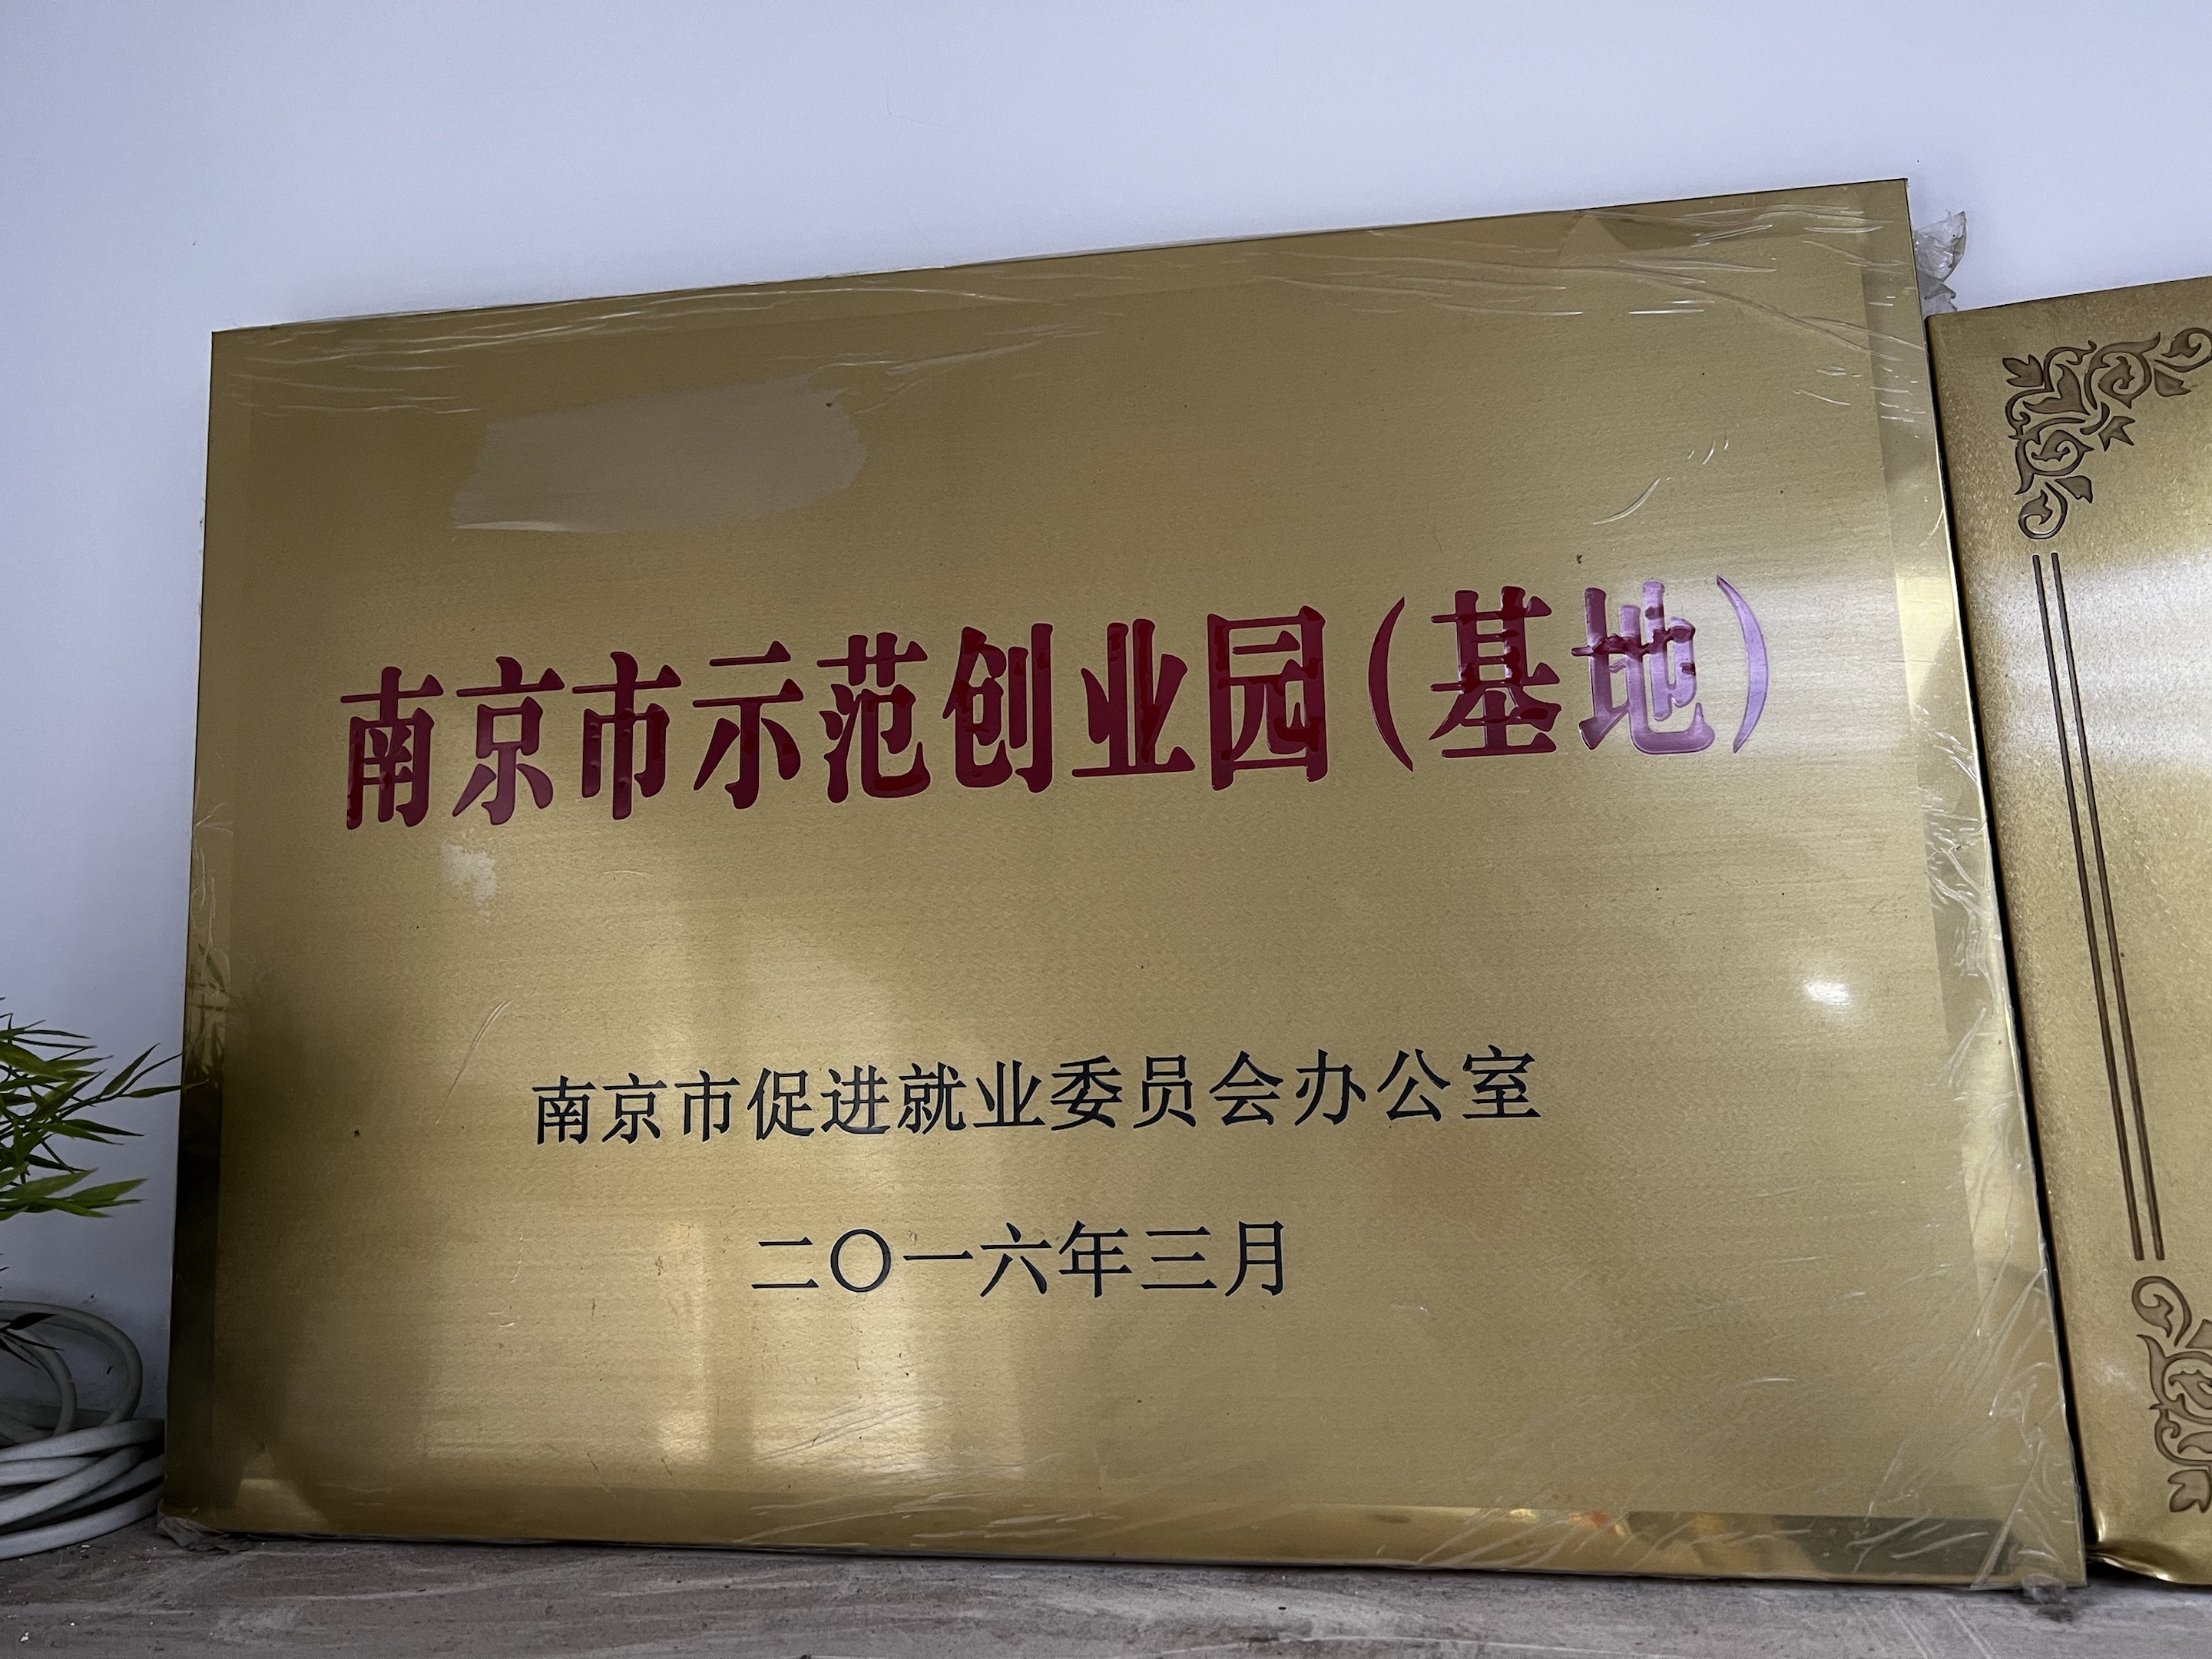 南京市示范创业园(基地)
南京市促进就业委员会办公室
二〇一六年三月